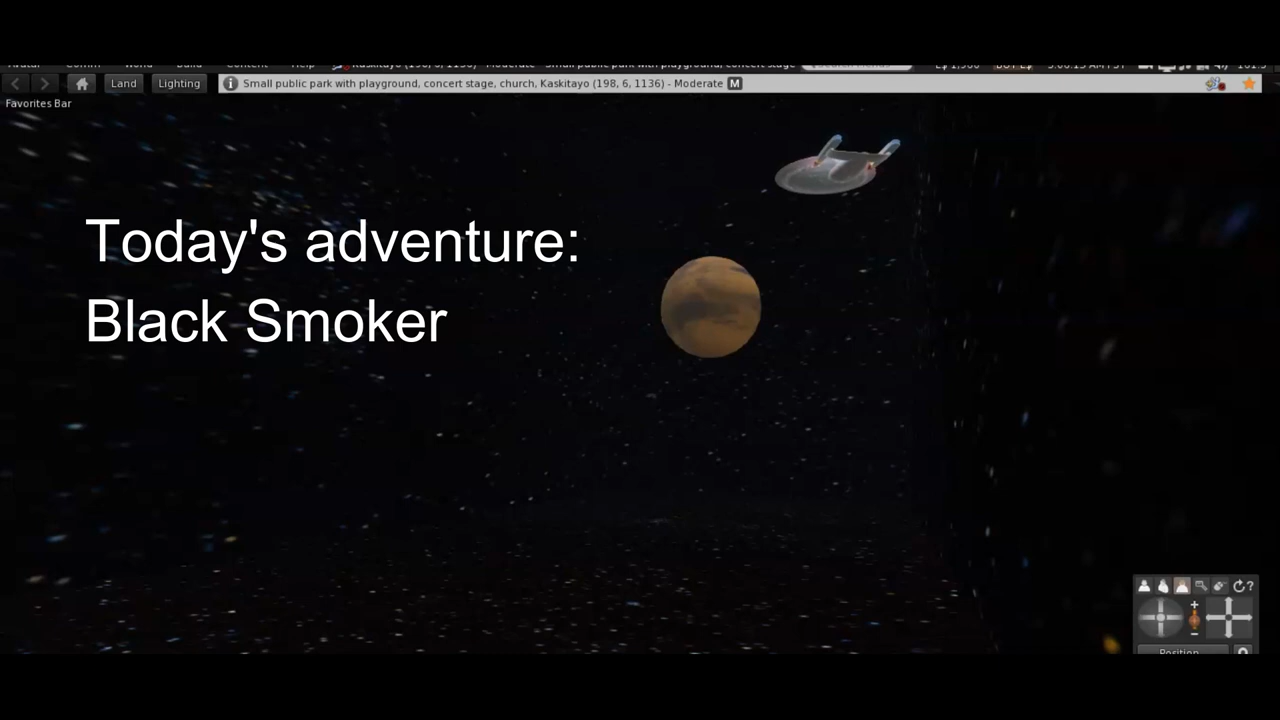 Land
Lighting
Small public park with playground, concert stage, church, Kaskitayo (198, 6, 1136) - Moderate M
Favorites Bar
Today's adventure:
Black Smoker
Position